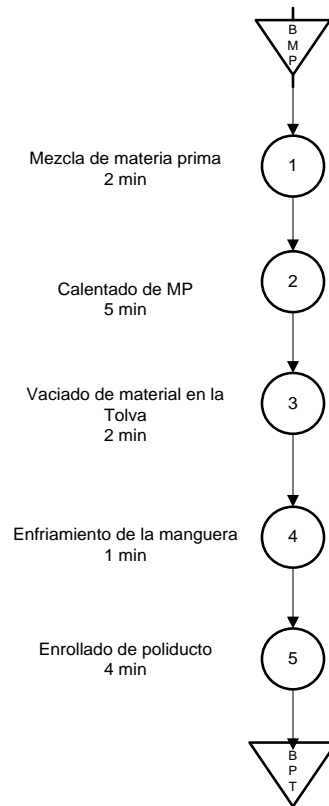 B
M
P
Mezcla de materia prima
2 min
1
Calentado de MP
5 min
2
Vaciado de material en la
Tolva
2 min
3
Enfriamiento de la manguera
1 min
4
Enrollado de poliducto
4 min
5
B
P
T